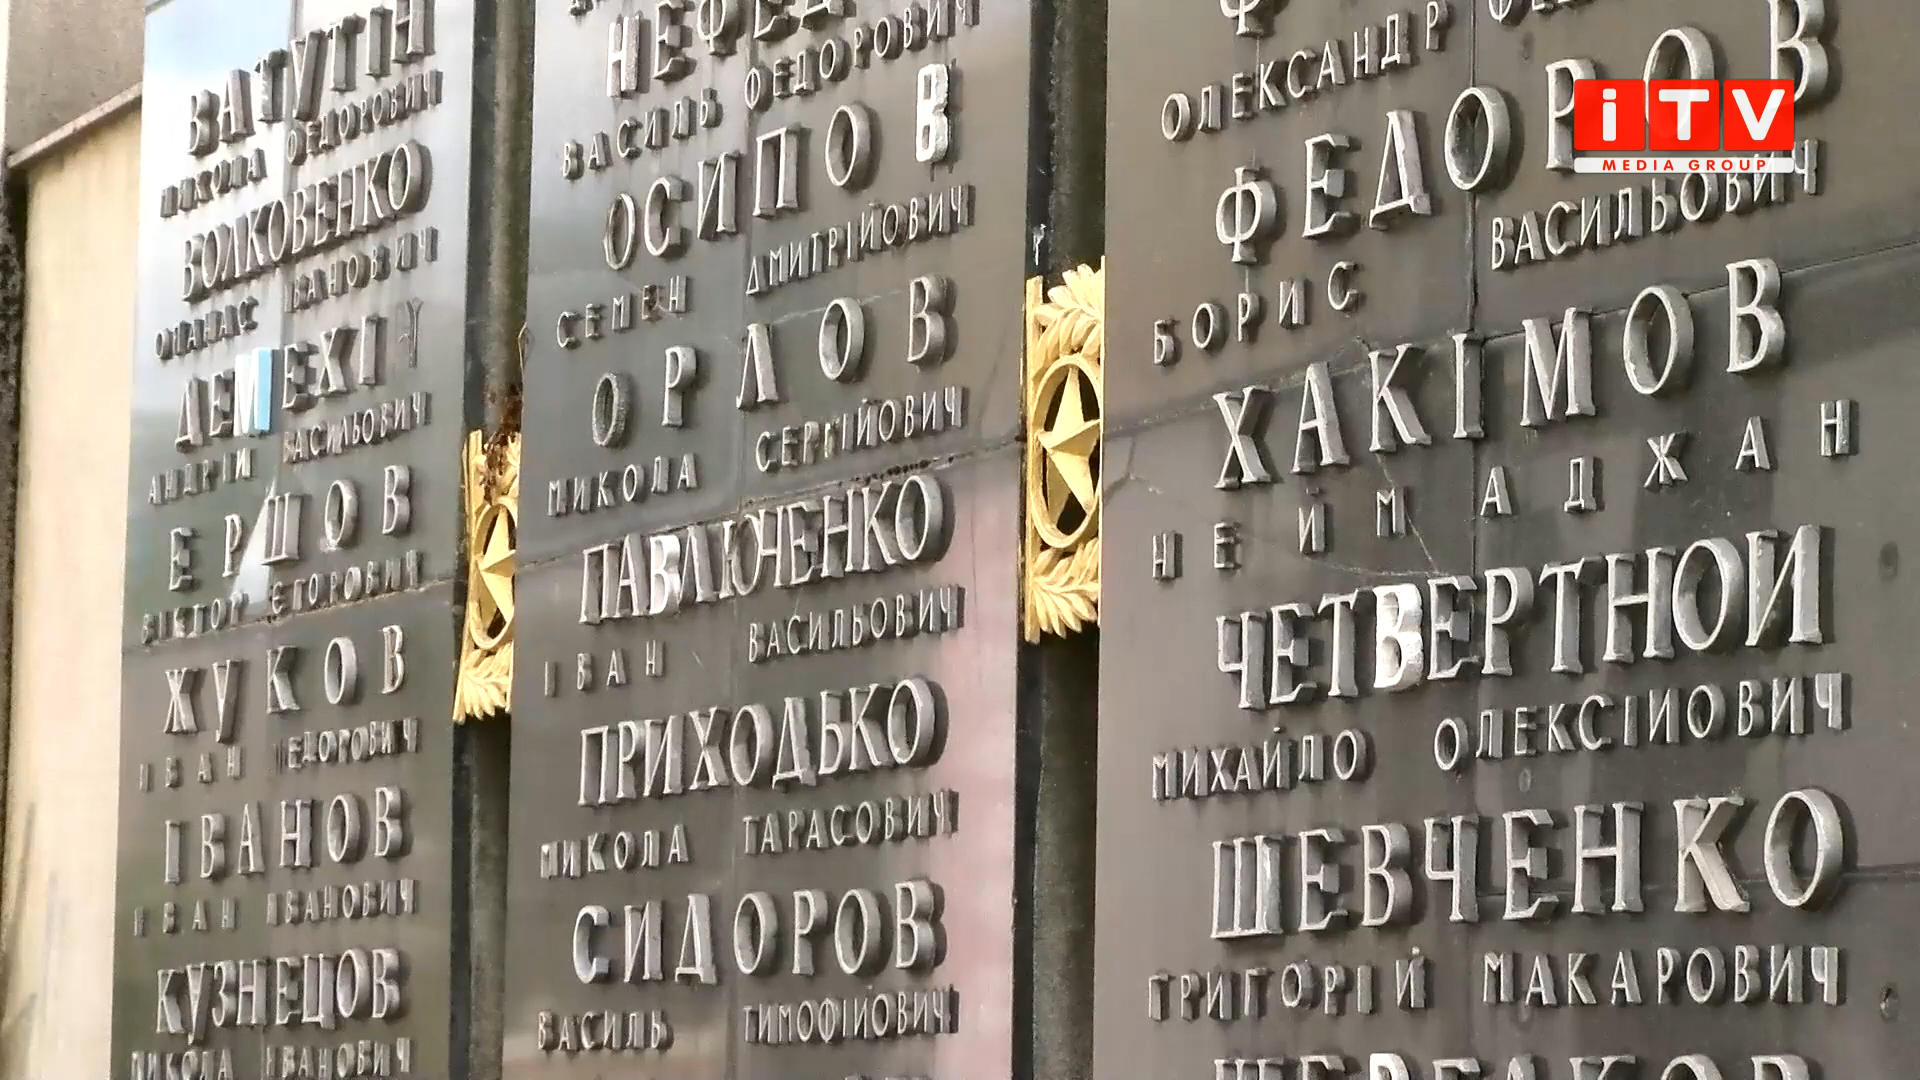 ВАТУТІН
МИКОЛА ФЕДОРОВИЧ
ВОЛКОВЕНКО
ОПАНАС ІВАНОВИЧ
АНДРІЙ ВАСИЛЬОВИЧ
ЕРШОВ
ВІКТОР ЄГОРОВИЧ
ЖУКОВ
ІВАН ФЕДОРОВИЧ
ІВАНОВ
ІВАН ІВАНОВИЧ
КУЗНЕЦОВ
МИКОЛА ІВАНОВИЧ
ВАСИЛЬ ФЕДОРОВИЧ
ОСИПОВ
СЕМЕН ДМИТРІЙОВИЧ
ОРЛОВ
МИКОЛА СЕРГІЙОВИЧ
ПАВЛЮЧЕНКО
ІВАН ВАСИЛЬОВИЧ
ПРИХОДЬКО
МИКОЛА ТАРАСОВИЧ
СИДОРОВ
ВАСИЛЬ ТИМОФІЙОВИЧ
ОЛЕКСАНДР
ФЕДОРОВ
БОРИС ВАСИЛЬОВИЧ
ХАКІМОВ
НЕЙМАДЖАН
ЧЕТВЕРТНОЙ
МИХАЙЛО ОЛЕКСІЙОВИЧ
ШЕВЧЕНКО
ГРИГОРІЙ МАКАРОВИЧ
iTV
MEDIA GROUP